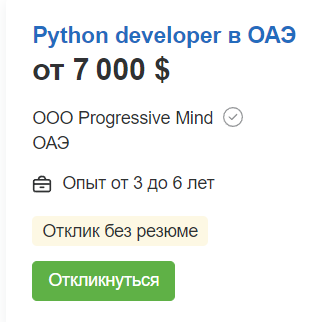 Python developer в ОАЭ
от 7 000 $
ООО Progressive Mind
ОАЭ
Опыт от 3 до 6 лет
Отклик без резюме
Откликнуться